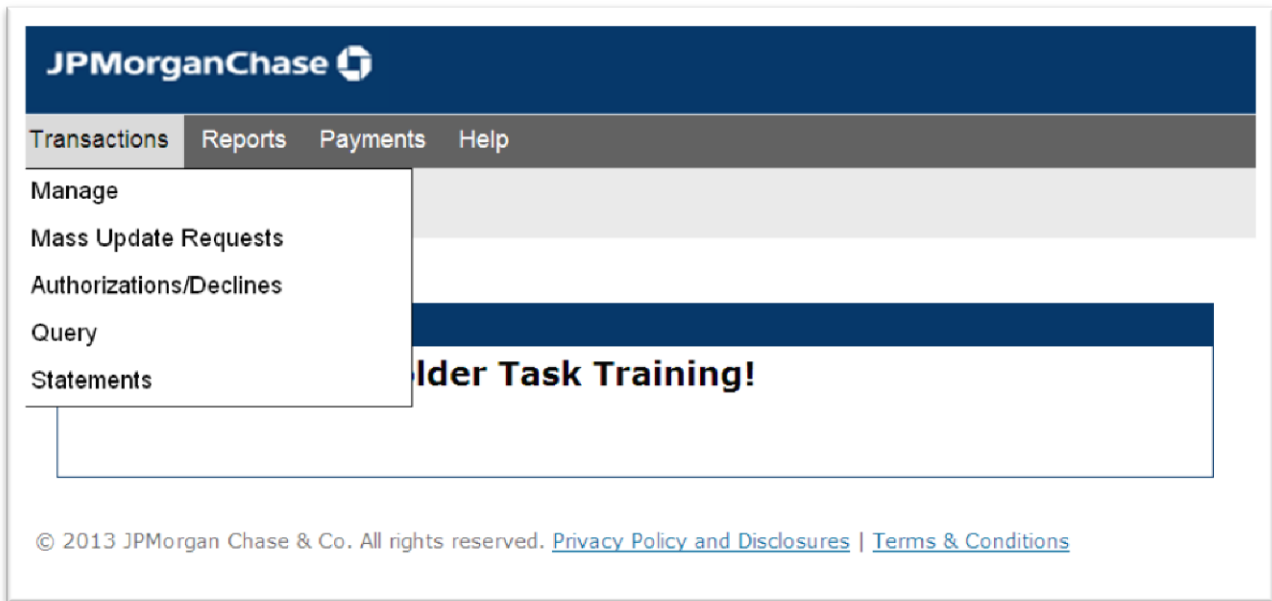 JPMorganChase
Transactions Reports Payments Help
Manage
Mass Update Requests
Authorizations/Declines
Query
Statements
older Task Training!
© 2013 JPMorgan Chase & Co. All rights reserved. Privacy Policy and Disclosures | Terms & Conditions